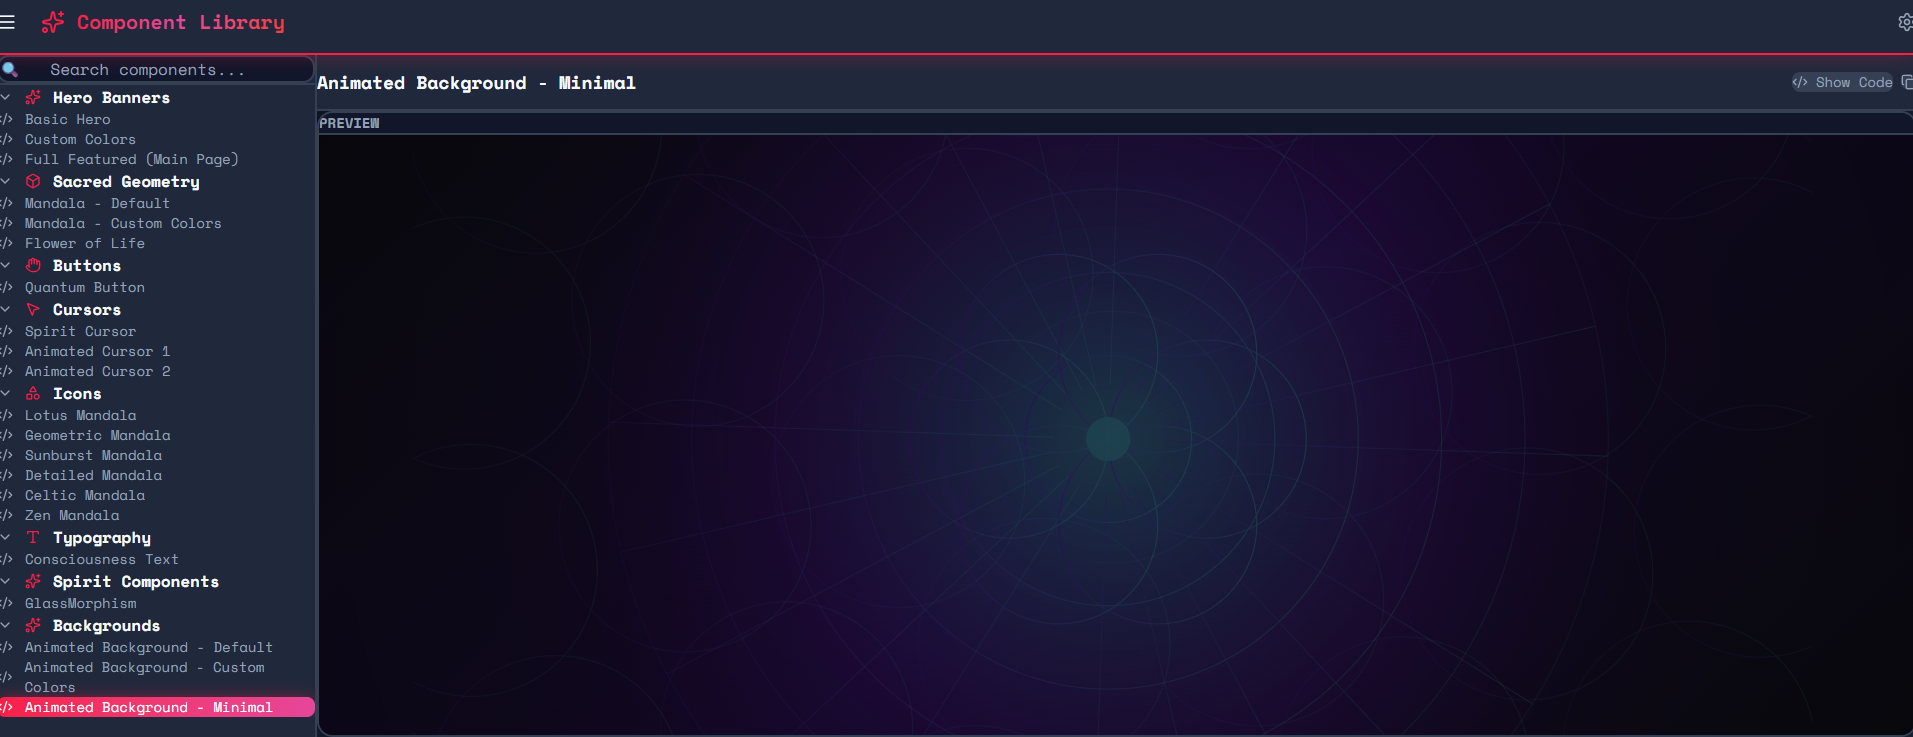 Component Library
Search components...
Hero Banners
</> Basic Hero
</> Custom Colors
</> Full Featured (Main Page)
Sacred Geometry
</> Mandala - Default
</> Mandala - Custom Colors
</> Flower of Life
Buttons
</> Quantum Button
Cursors
</> Spirit Cursor
</> Animated Cursor 1
</> Animated Cursor 2
Icons
</> Lotus Mandala
</> Geometric Mandala
</> Sunburst Mandala
</> Detailed Mandala
</> Celtic Mandala
</> Zen Mandala
Typography
</> Consciousness Text
Spirit Components
</> GlassMorphism
Backgrounds
</> Animated Background - Default
</> Animated Background - Custom
Colors
</> Animated Background - Minimal
Animated Background - Minimal
</> Show Code
PREVIEW